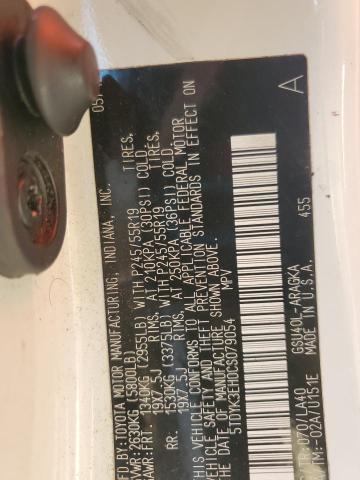 MFD. BY: TOYOTA MOTOR MANUFACTURING, INDIANA, INC. 05
GVWR: 2630KG (5800LB)
GAWR: FRT. 1340KG (2955LB) WITH P245/55R19 TIRES,
19X7.5J RIMS, AT 210KPA (30PSI) COLD.
RR. 1530KG (3375LB) WITH P245/55R19 TIRES,
19X7.5J RIMS, AT 250KPA (36PSI) COLD.
THIS VEHICLE CONFORMS TO ALL APPLICABLE FEDERAL MOTOR
VEHICLE SAFETY AND THEFT PREVENTION STANDARDS IN EFFECT ON
THE DATE OF MANUFACTURE SHOWN ABOVE.
5TDYK3EH0CS079054 MPV
A
C/TR: 070/LA40 GSU40L-ARAGKA 455
A/TM: -02A/U151E MADE IN U.S.A.